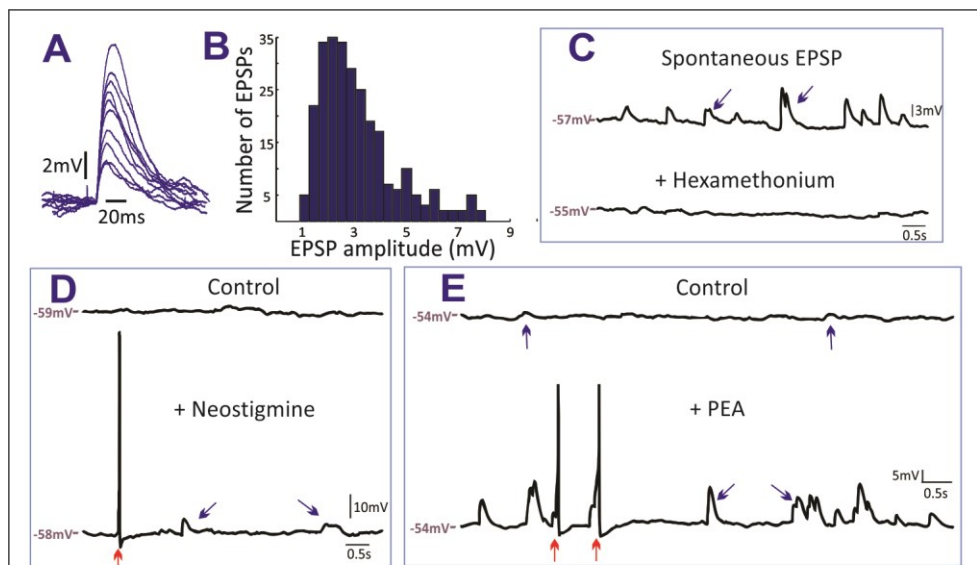 A
2mV
20ms
B
Number of EPSPs
35
25
15
5
1 3 5 7 9
EPSP amplitude (mV)
C
Spontaneous EPSP
-57mV
3mV
+ Hexamethonium
-55mV
0.5s
D
Control
-59mV
+ Neostigmine
10mV
-58mV
0.5s
E
Control
-54mV
+ PEA
5mV
0.5s
-54mV